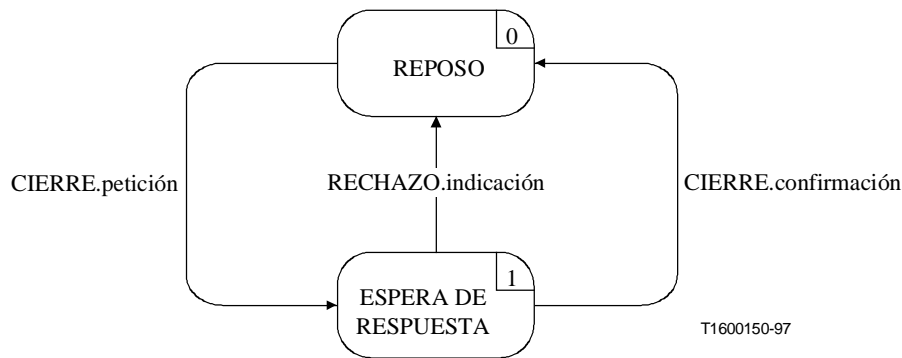 0
REPOSO
CIERRE.petición
RECHAZO.indicación
CIERRE.confirmación
1
ESPERA DE
RESPUESTA
T1600150-97